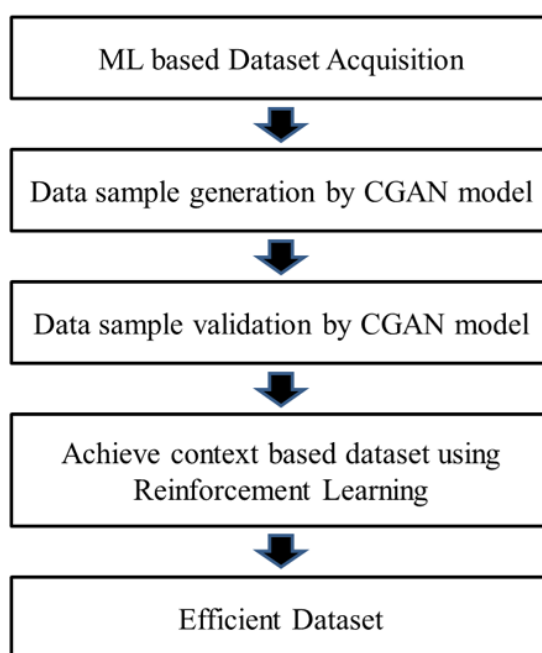 ML based Dataset Acquisition
Data sample generation by CGAN model
Data sample validation by CGAN model
Achieve context based dataset using
Reinforcement Learning
Efficient Dataset